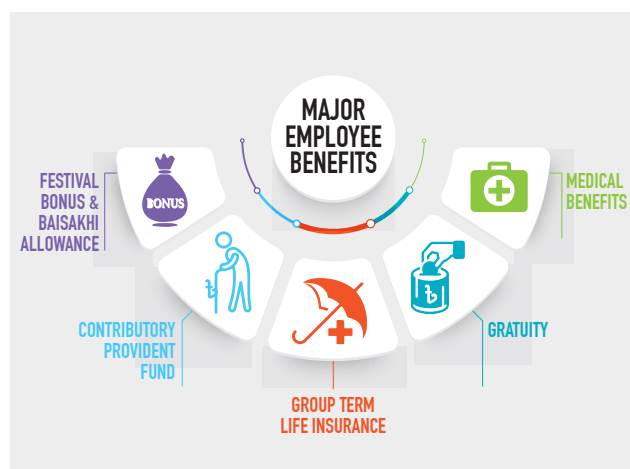 MAJOR
EMPLOYEE
BENEFITS
FESTIVAL
BONUS &
BAISAKHI
ALLOWANCE
BONUS
CONTRIBUTORY
PROVIDENT
FUND
৳
GROUP TERM
LIFE INSURANCE
৳
GRATUITY
MEDICAL
BENEFITS